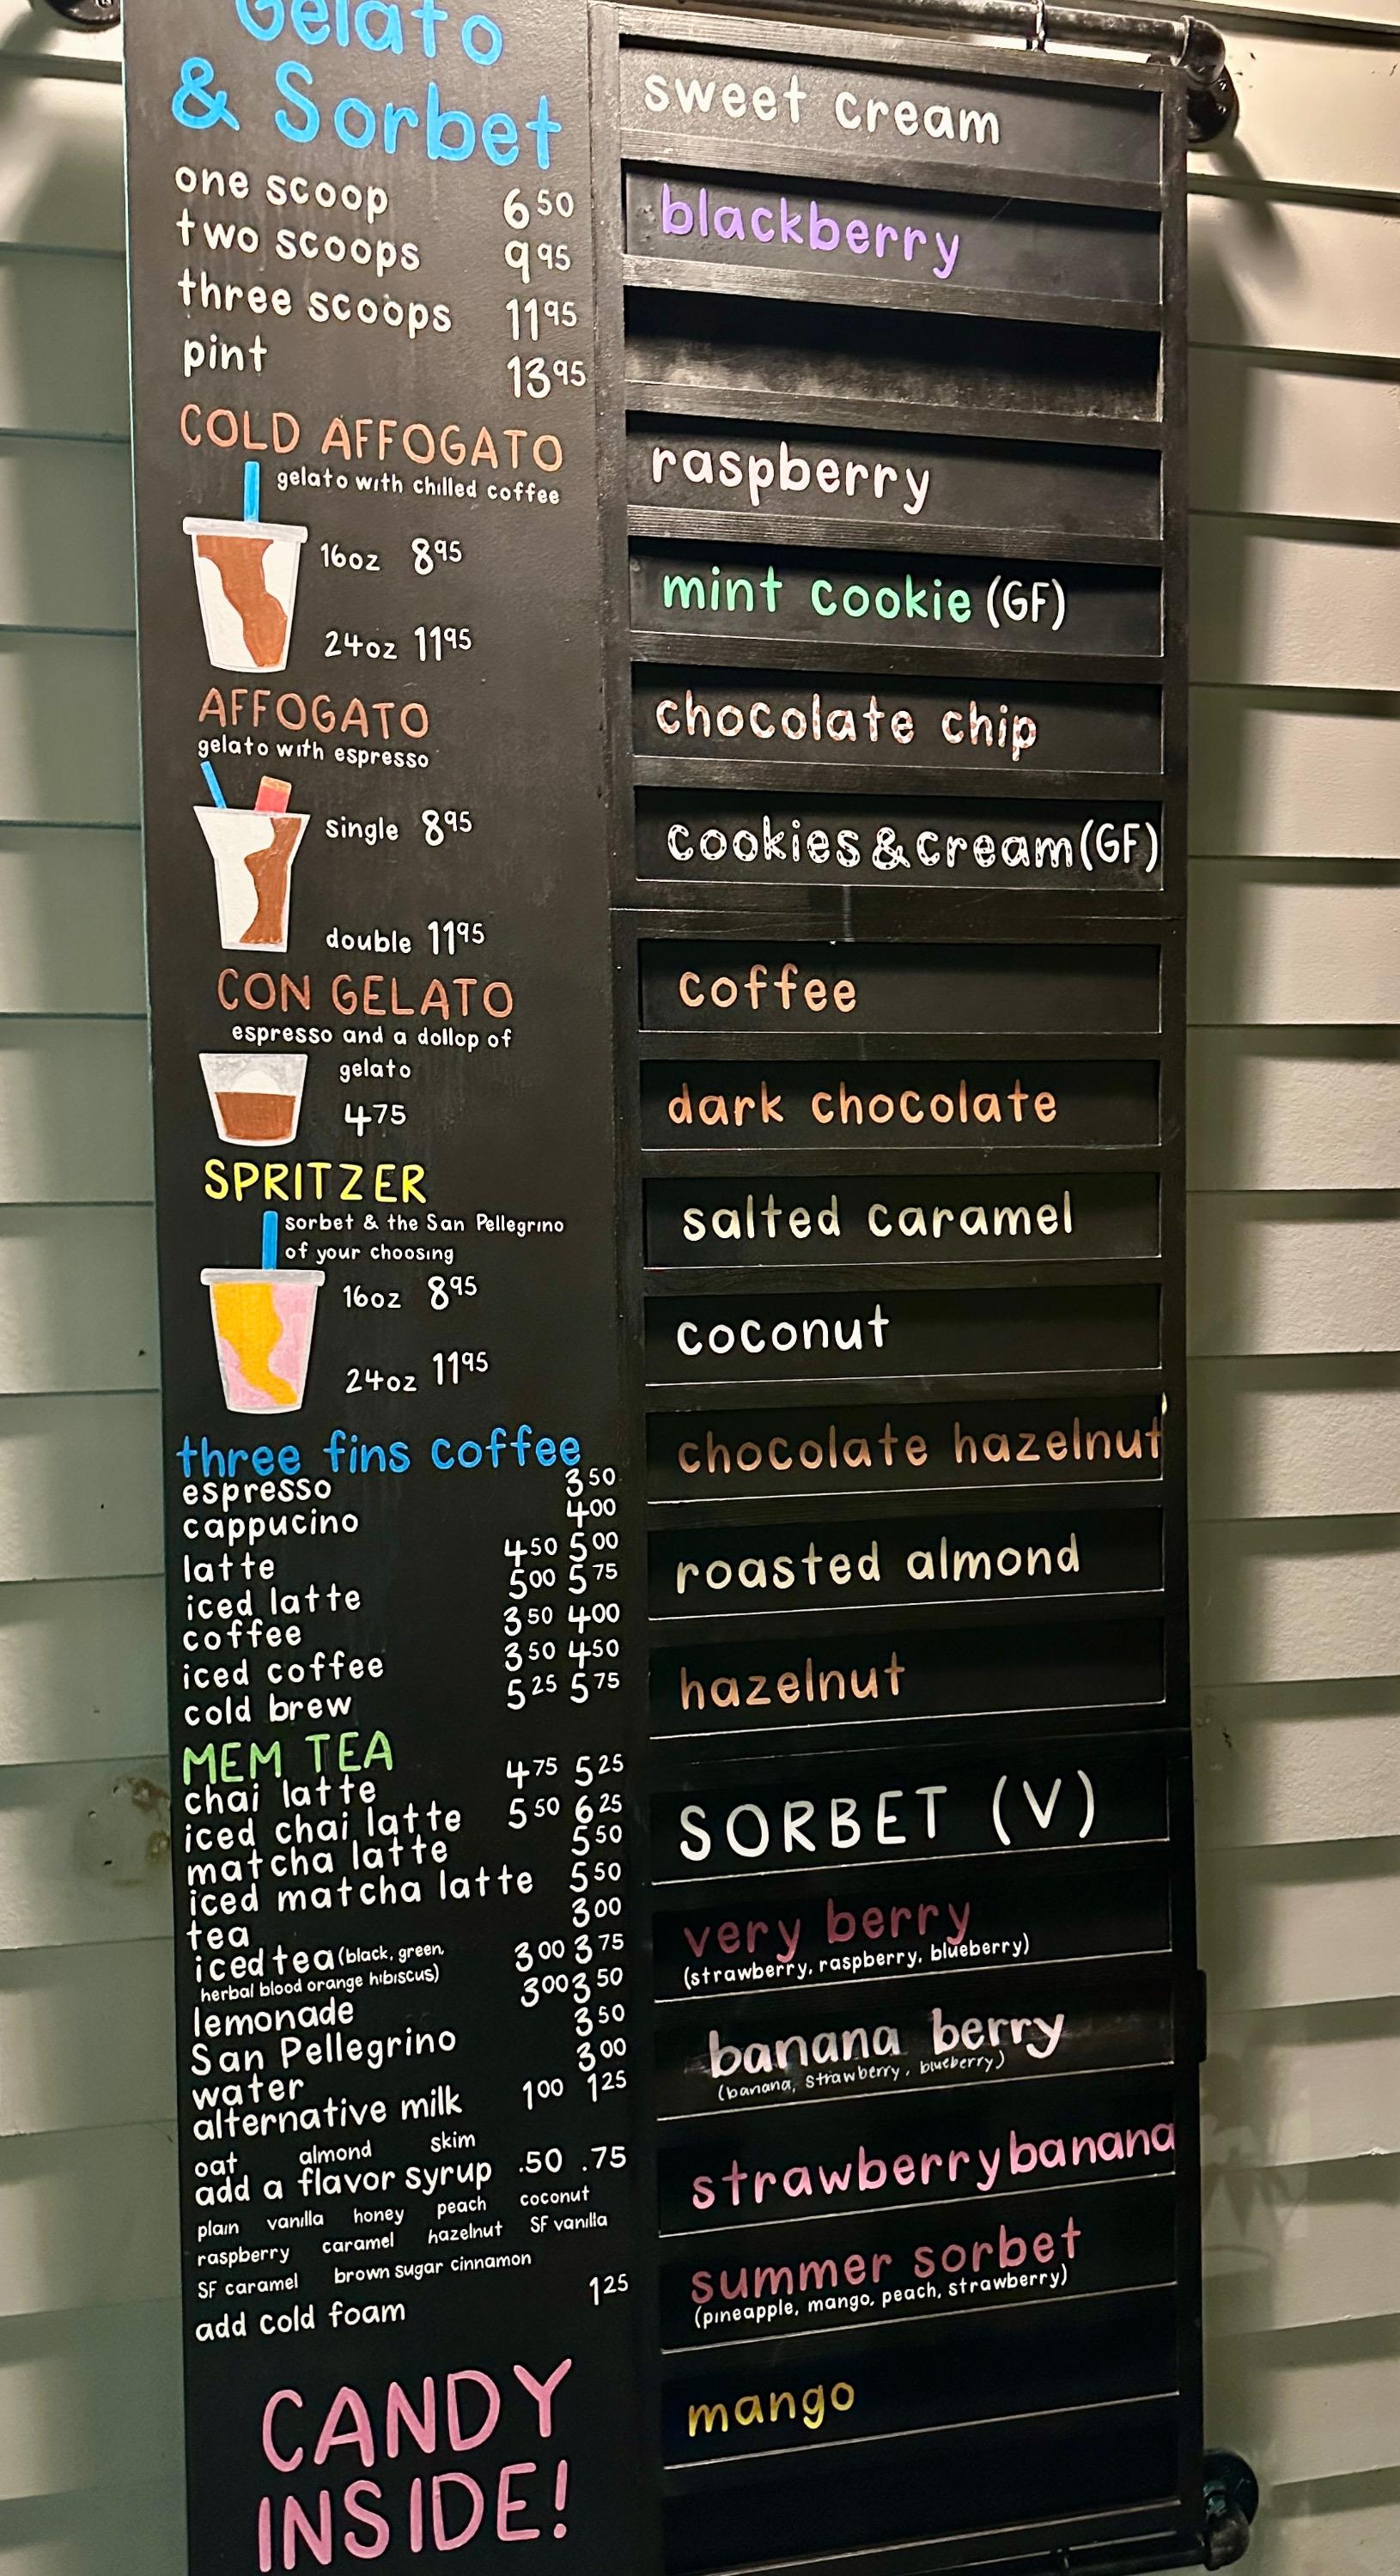 Gelato
& Sorbet
one scoop 6 50
two scoops 9 95
three scoops 11 95
pint 13 95
COLD AFFOGATO
gelato with chilled coffee
16oz 8 95
24oz 11 95
AFFOGATO
gelato with espresso
single 8 95
double 11 95
CON GELATO
espresso and a dollop of
gelato
4 75
SPRITZER
sorbet & the San Pellegrino
of your choosing
16oz 8 95
24oz 11 95
three fins coffee
espresso 3 50
cappucino 4 00
latte 4 50 5 00
iced latte 5 00 5 75
coffee 3 50 4 00
iced coffee 3 50 4 50
cold brew 5 25 5 75
MEM TEA
chai latte 4 75 5 25
iced chai latte 5 50 6 25
matcha latte 5 50
iced matcha latte 5 50
tea 3 00
iced tea (black, green, 3 00 3 75
herbal blood orange hibiscus)
lemonade 3 00 3 50
San Pellegrino 3 50
water 3 00
alternative milk 1 00 1 25
oat almond skim
add a flavor syrup .50 .75
plain vanilla honey peach coconut
raspberry caramel hazelnut SF vanilla
SF caramel brown sugar cinnamon
add cold foam 1 25
CANDY
INSIDE!
sweet cream
blackberry
raspberry
mint cookie (GF)
chocolate chip
cookies & cream (GF)
coffee
dark chocolate
salted caramel
coconut
chocolate hazelnut
roasted almond
hazelnut
SORBET (V)
very berry
(strawberry, raspberry, blueberry)
banana berry
(banana, strawberry, blueberry)
strawberry banana
summer sorbet
(pineapple, mango, peach, strawberry)
mango